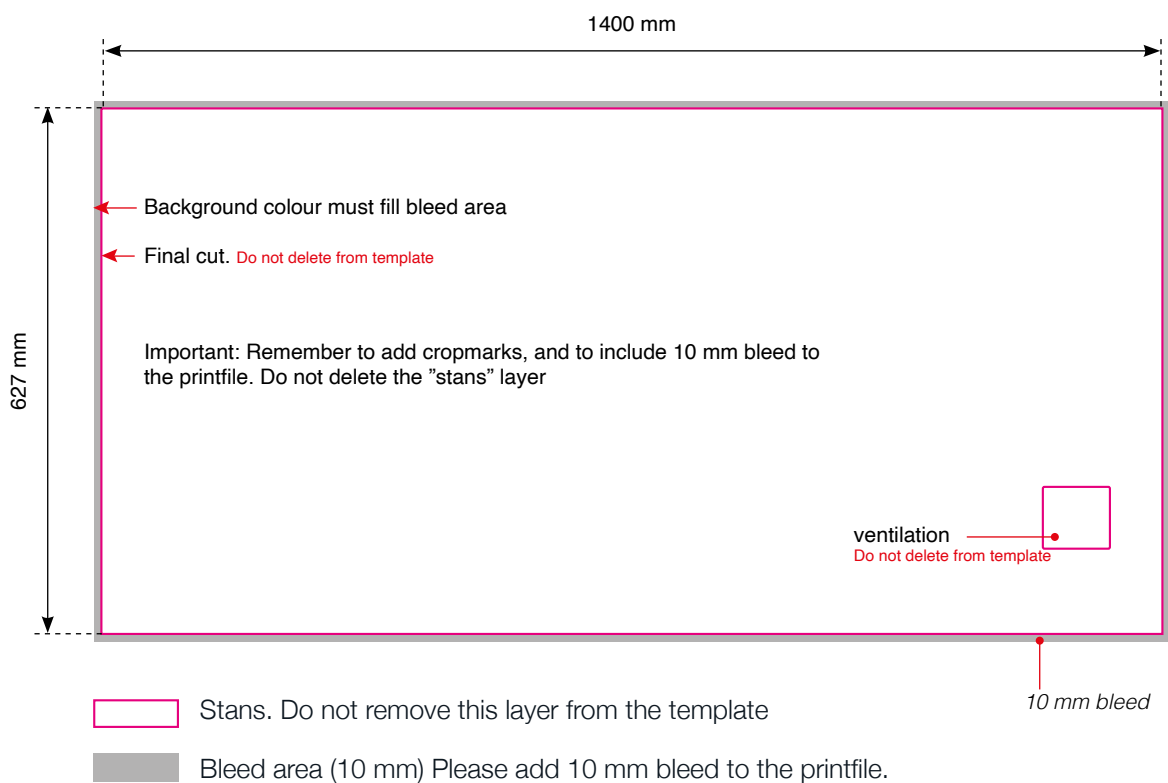 1400 mm
627 mm
Background colour must fill bleed area
Final cut. Do not delete from template
Important: Remember to add cropmarks, and to include 10 mm bleed to
the printfile. Do not delete the ”stans” layer
ventilation
Do not delete from template
10 mm bleed
Stans. Do not remove this layer from the template
Bleed area (10 mm) Please add 10 mm bleed to the printfile.